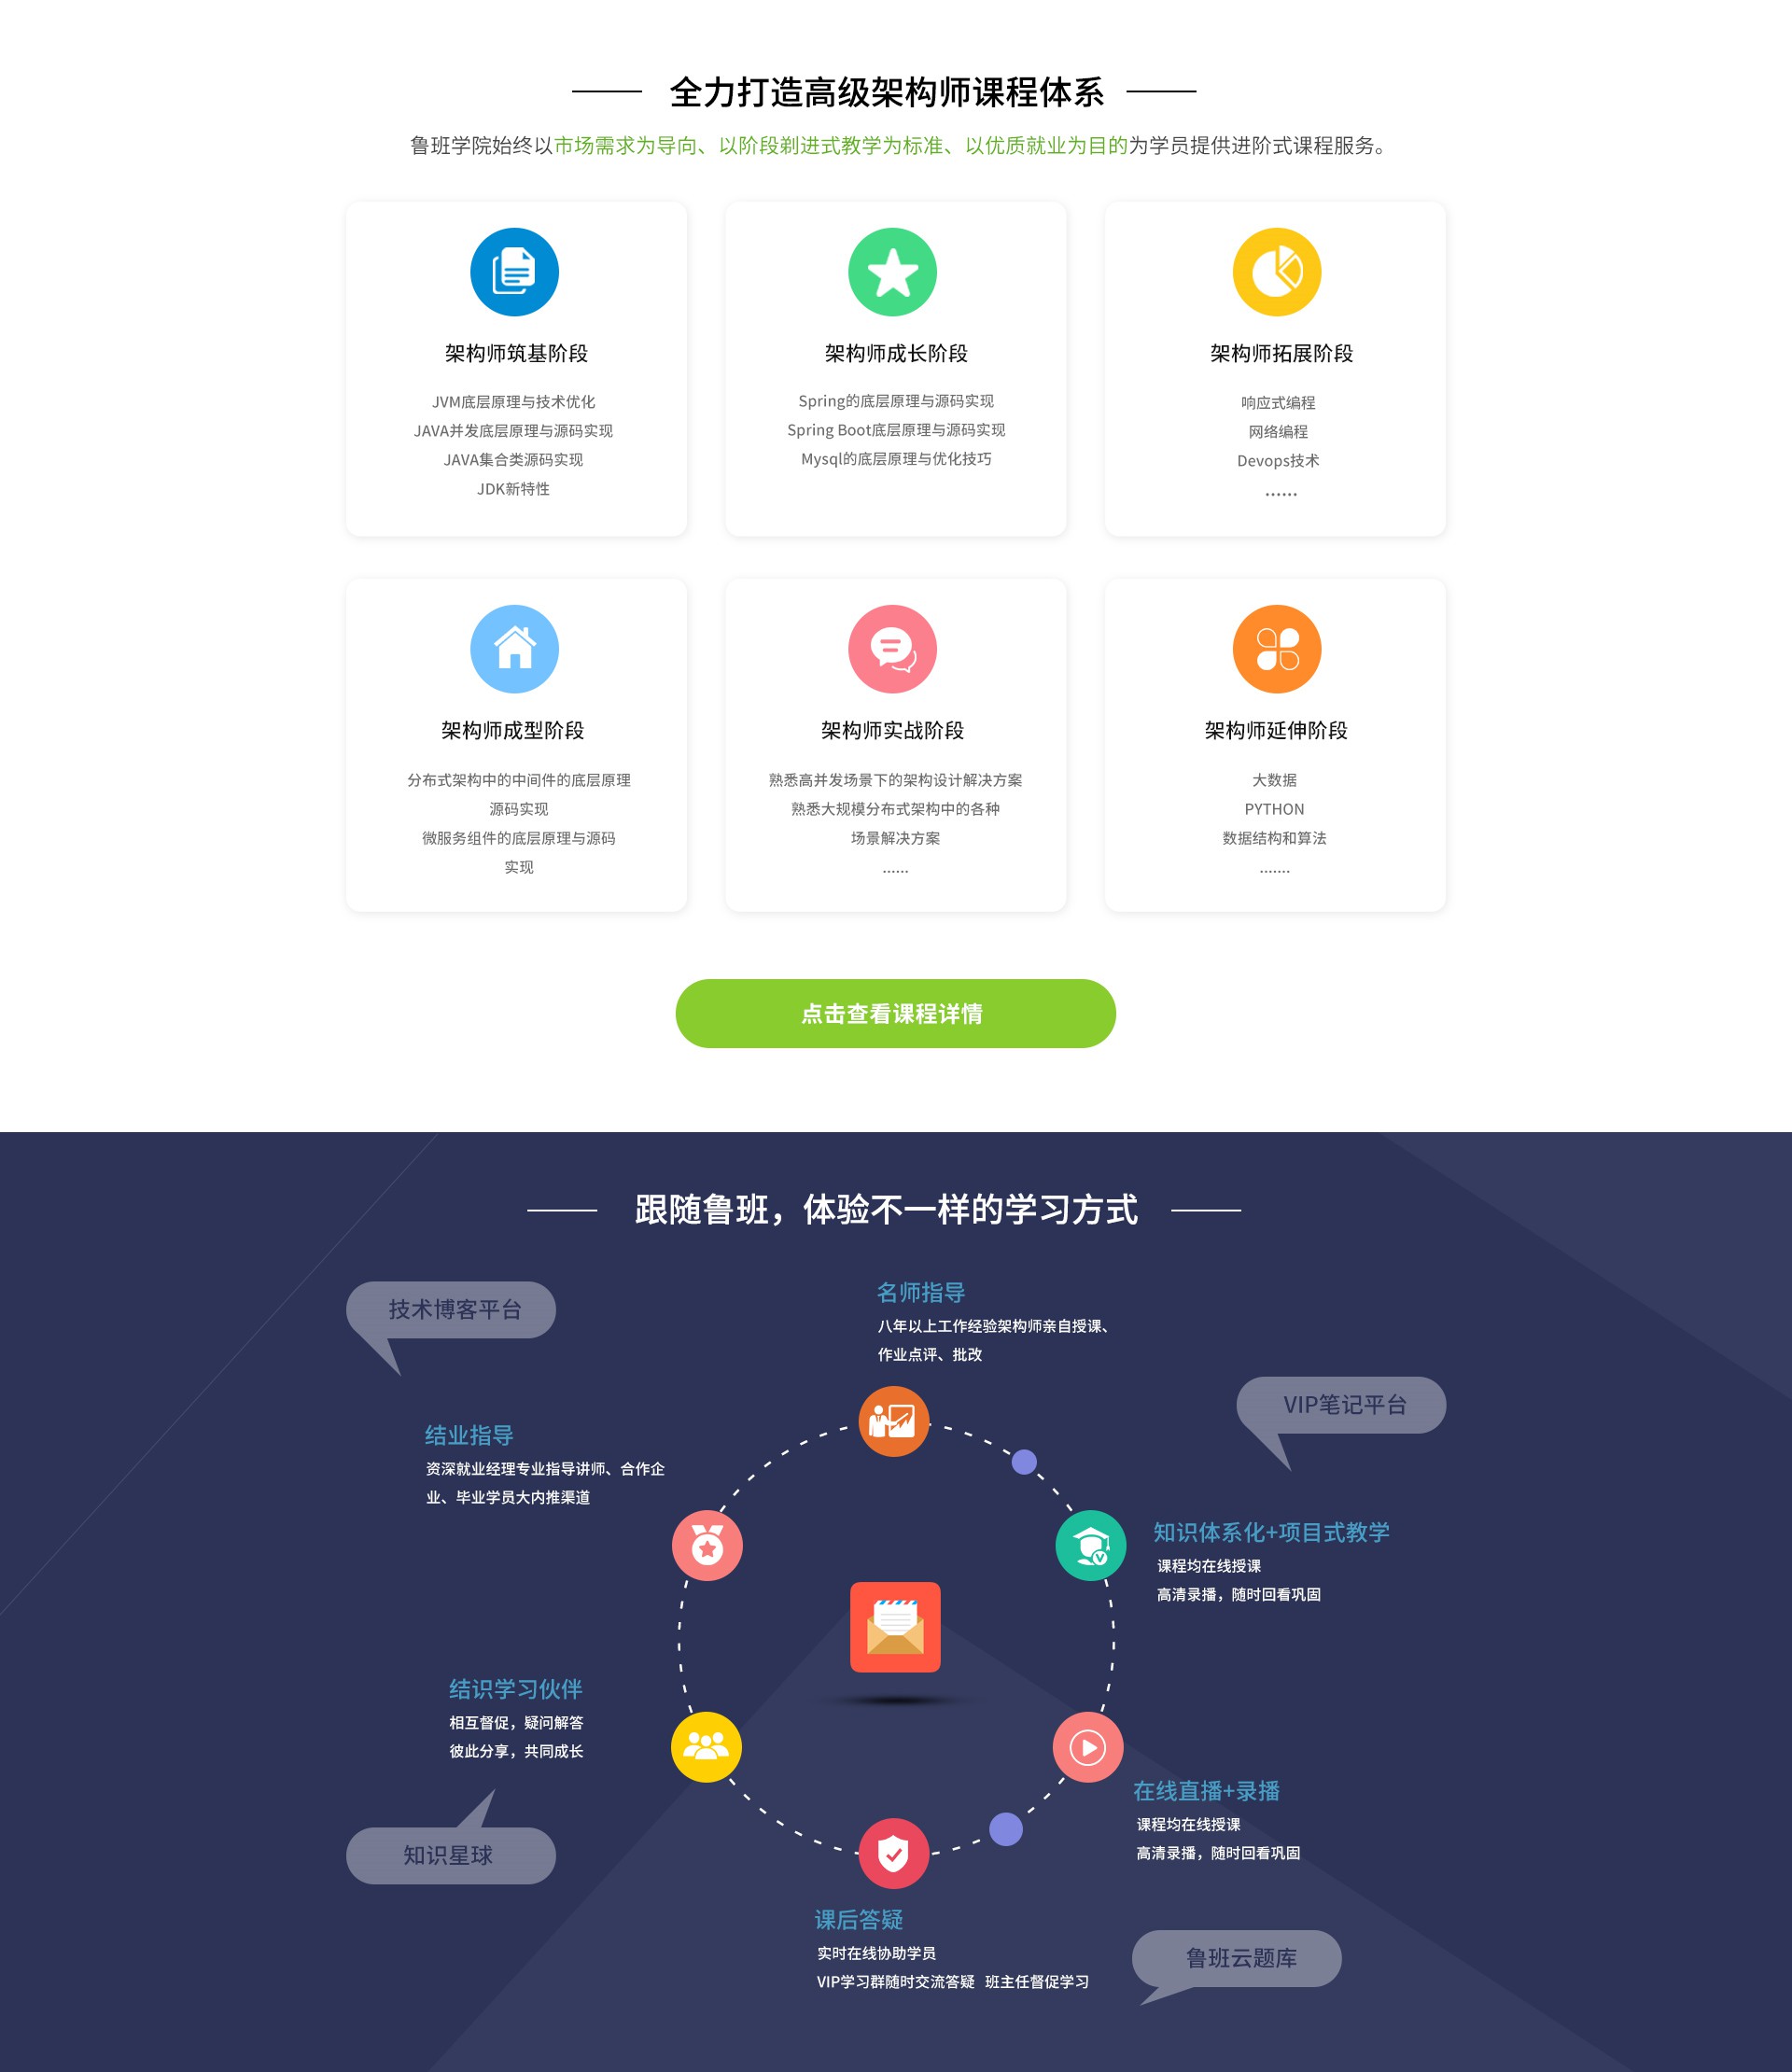 全力打造高级架构师课程体系
鲁班学院始终以市场需求为导向、以阶段剃进式教学为标准、以优质就业为目的为学员提供进阶式课程服务。
架构师筑基阶段
JVM底层原理与技术优化
JAVA并发底层原理与源码实现
JAVA集合类源码实现
JDK新特性
架构师成长阶段
Spring的底层原理与源码实现
Spring Boot底层原理与源码实现
Mysql的底层原理与优化技巧
架构师拓展阶段
响应式编程
网络编程
Devops技术
......
架构师成型阶段
分布式架构中的中间件的底层原理
源码实现
微服务组件的底层原理与源码
实现
架构师实战阶段
熟悉高并发场景下的架构设计解决方案
熟悉大规模分布式架构中的各种
场景解决方案
......
架构师延伸阶段
大数据
PYTHON
数据结构和算法
.......
点击查看课程详情
跟随鲁班，体验不一样的学习方式
技术博客平台
名师指导
八年以上工作经验架构师亲自授课、
作业点评、批改
VIP笔记平台
结业指导
资深就业经理专业指导讲师、合作企
业、毕业学员大内推渠道
知识体系化+项目式教学
课程均在线授课
高清录播，随时回看巩固
结识学习伙伴
相互督促，疑问解答
彼此分享，共同成长
在线直播+录播
课程均在线授课
高清录播，随时回看巩固
知识星球
课后答疑
实时在线协助学员
VIP学习群随时交流答疑 班主任督促学习
鲁班云题库